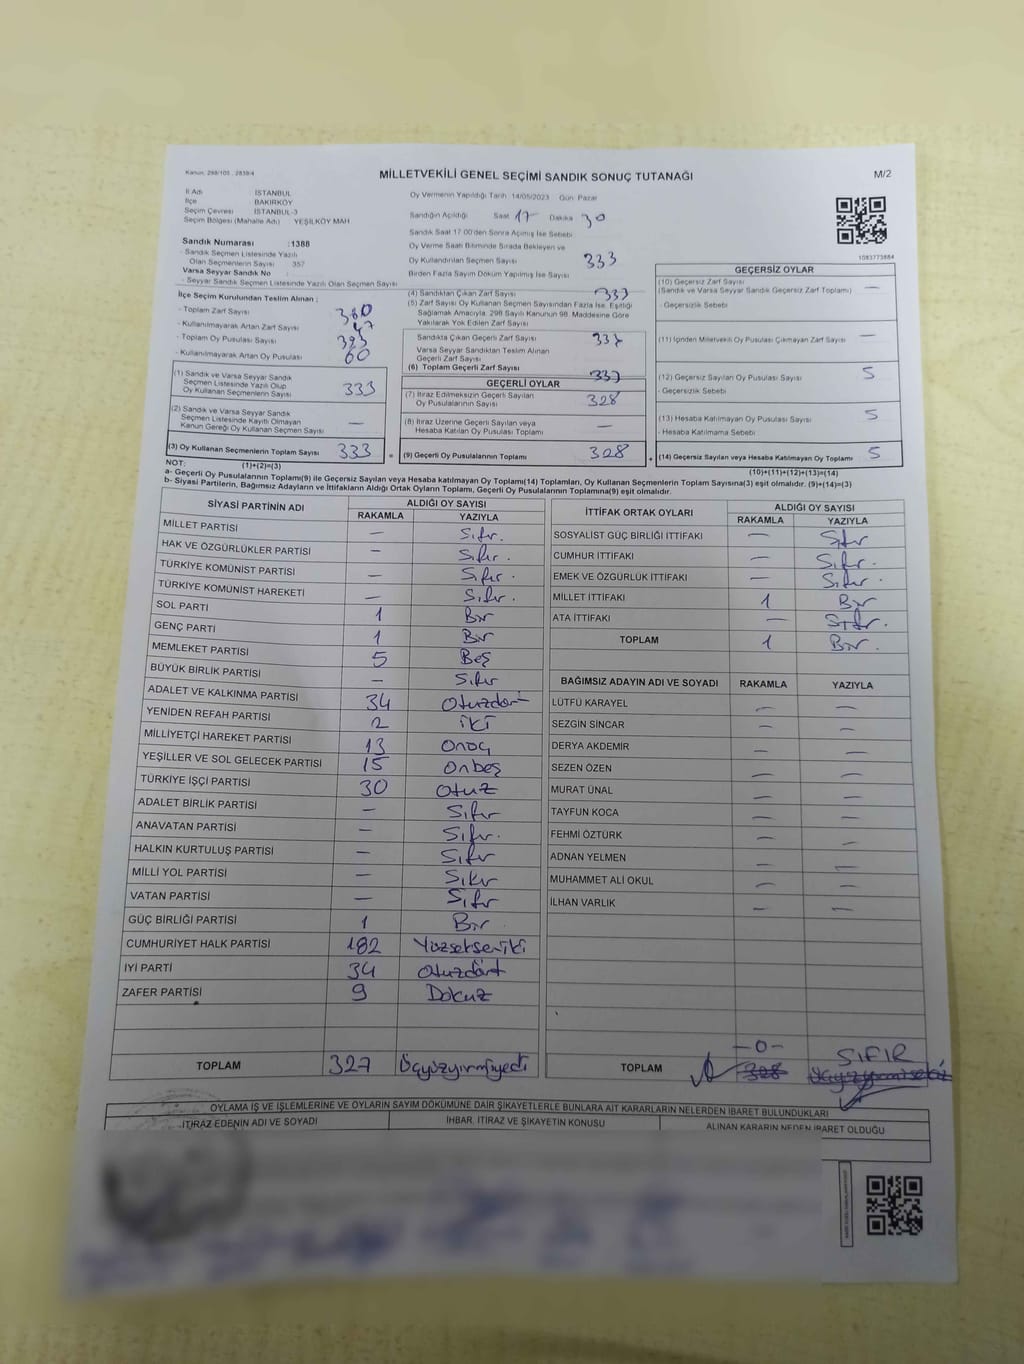 Kanun: 298/105 , 2839/4
MİLLETVEKİLİ GENEL SEÇİMİ SANDIK SONUÇ TUTANAĞI
M/2
İl Adı : İSTANBUL
İlçe : BAKIRKÖY
Seçim Çevresi : İSTANBUL-3
Seçim Bölgesi (Mahalle Adı) : YEŞİLKÖY MAH.
Sandık Numarası :1388
- Sandık Seçmen Listesinde Yazılı
Olan Seçmenlerin Sayısı : 357
Varsa Seyyar Sandık No :
- Seyyar Sandık Seçmen Listesinde Yazılı Olan Seçmen Sayısı :
Oy Vermenin Yapıldığı Tarih :14/05/2023 Gün: Pazar
Sandığın Açıldığı Saat 17 Dakika 30
Sandık Saat 17:00'den Sonra Açılmış İse Sebebi
Oy Verme Saati Bitiminde Sırada Bekleyen ve
Oy Kullandırılan Seçmen Sayısı 333
Birden Fazla Sayım Döküm Yapılmış İse Sayısı
1083773884
İlçe Seçim Kurulundan Teslim Alınan ;
- Toplam Zarf Sayısı 380
- Kullanılmayarak Artan Zarf Sayısı 47
- Toplam Oy Pusulası Sayısı 393
- Kullanılmayarak Artan Oy Pusulası 60
(1) Sandık ve Varsa Seyyar Sandık
Seçmen Listesinde Yazılı Olup
Oy Kullanan Seçmenlerin Sayısı 333
(2) Sandık ve Varsa Seyyar Sandık
Seçmen Listesinde Kayıtlı Olmayan
Kanun Gereği Oy Kullanan Seçmen Sayısı —
(3) Oy Kullanan Seçmenlerin Toplam Sayısı 333
(1)+(2)=(3)
(4) Sandıktan Çıkan Zarf Sayısı 333
(5) Zarf Sayısı Oy Kullanan Seçmen Sayısından Fazla İse, Eşitliği
Sağlamak Amacıyla; 298 Sayılı Kanunun 98. Maddesine Göre
Yakılarak Yok Edilen Zarf Sayısı
Sandıkta Çıkan Geçerli Zarf Sayısı 333
Varsa Seyyar Sandıktan Teslim Alınan
Geçerli Zarf Sayısı
(6) Toplam Geçerli Zarf Sayısı 333
GEÇERLİ OYLAR
(7) İtiraz Edilmeksizin Geçerli Sayılan
Oy Pusulalarının Sayısı 328
(8) İtiraz Üzerine Geçerli Sayılan veya
Hesaba Katılan Oy Pusulası Toplamı —
= (9) Geçerli Oy Pusulalarının Toplamı 328
GEÇERSİZ OYLAR
(10) Geçersiz Zarf Sayısı —
(Sandık ve Varsa Seyyar Sandık Geçersiz Zarf Toplamı)
- Geçersizlik Sebebi:
(11) İçinden Milletvekili Oy Pusulası Çıkmayan Zarf Sayısı —
(12) Geçersiz Sayılan Oy Pusulası Sayısı 5
- Geçersizlik Sebebi:
(13) Hesaba Katılmayan Oy Pusulası Sayısı 5
- Hesaba Katılmama Sebebi:
+ (14) Geçersiz Sayılan veya Hesaba Katılmayan Oy Toplamı 5
(10)+(11)+(12)+(13)=(14)
NOT:
a- Geçerli Oy Pusulalarının Toplamı(9) ile Geçersiz Sayılan veya Hesaba Katılmayan Oy Toplamı(14) Toplamları, Oy Kullanan Seçmenlerin Toplam Sayısına(3) eşit olmalıdır. (9)+(14)=(3)
b- Siyasi Partilerin, Bağımsız Adayların ve İttifakların Aldığı Ortak Oyların Toplamı, Geçerli Oy Pusulalarının Toplamına(9) eşit olmalıdır.
SİYASİ PARTİNİN ADI ALDIĞI OY SAYISI
RAKAMLA YAZIYLA
MİLLET PARTİSİ — Sıfır.
HAK VE ÖZGÜRLÜKLER PARTİSİ — Sıfır.
TÜRKİYE KOMÜNİST PARTİSİ — Sıfır.
TÜRKİYE KOMÜNİST HAREKETİ — Sıfır.
SOL PARTİ 1 Bir
GENÇ PARTİ 1 Bir
MEMLEKET PARTİSİ 5 Beş
BÜYÜK BİRLİK PARTİSİ — Sıfır
ADALET VE KALKINMA PARTİSİ 34 Otuzdört
YENİDEN REFAH PARTİSİ 2 İki
MİLLİYETÇİ HAREKET PARTİSİ 13 Onüç
YEŞİLLER VE SOL GELECEK PARTİSİ 15 Onbeş
TÜRKİYE İŞÇİ PARTİSİ 30 Otuz
ADALET BİRLİK PARTİSİ — Sıfır
ANAVATAN PARTİSİ — Sıfır.
HALKIN KURTULUŞ PARTİSİ — Sıfır
MİLLİ YOL PARTİSİ — Sıfır
VATAN PARTİSİ — Sıfır
GÜÇ BİRLİĞİ PARTİSİ 1 Bir
CUMHURİYET HALK PARTİSİ 182 Yüzsekseniki
İYİ PARTİ 34 Otuzdört
ZAFER PARTİSİ 9 Dokuz
TOPLAM 327 Üçyüzyirmiyedi
İTTİFAK ORTAK OYLARI ALDIĞI OY SAYISI
RAKAMLA YAZIYLA
SOSYALİST GÜÇ BİRLİĞİ İTTİFAKI — Sıfır
CUMHUR İTTİFAKI — Sıfır.
EMEK VE ÖZGÜRLÜK İTTİFAKI — Sıfır.
MİLLET İTTİFAKI 1 Bir
ATA İTTİFAKI — Sıfır.
TOPLAM 1 Bir.
BAĞIMSIZ ADAYIN ADI VE SOYADI RAKAMLA YAZIYLA
LÜTFÜ KARAYEL — —
SEZGİN SİNCAR — —
DERYA AKDEMİR — —
SEZEN ÖZEN — —
MURAT ÜNAL — —
TAYFUN KOCA — —
FEHMİ ÖZTÜRK — —
ADNAN YELMEN — —
MUHAMMET ALİ OKUL — —
İLHAN VARLIK — —
-0- SIFIR
TOPLAM 328 Üçyüzyirmisekiz
OYLAMA İŞ VE İŞLEMLERİNE VE OYLARIN SAYIM DÖKÜMÜNE DAİR ŞİKAYETLERLE BUNLARA AİT KARARLARIN NELERDEN İBARET BULUNDUKLARI
İTİRAZ EDENİN ADI VE SOYADI İHBAR, İTİRAZ VE ŞİKAYETİN KONUSU ALINAN KARARIN NEDEN İBARET OLDUĞU